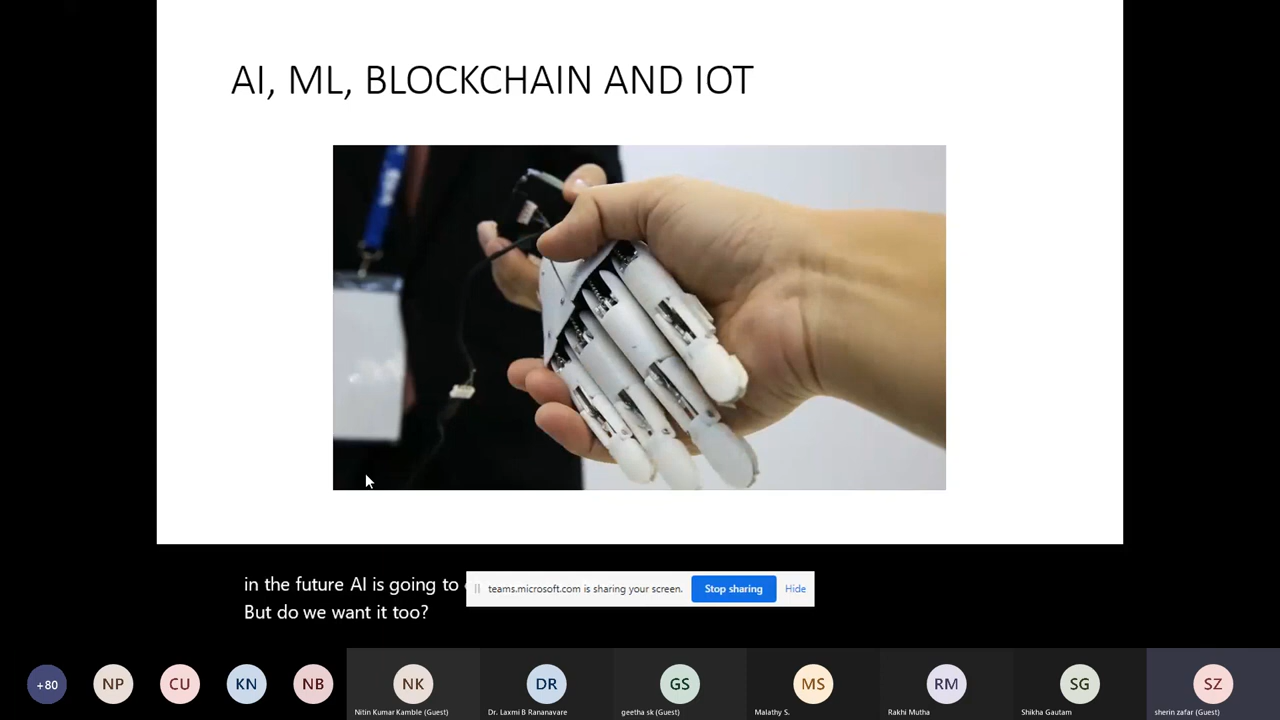 AI, ML, BLOCKCHAIN AND IOT
in the future AI is going to
But do we want it too?
teams.microsoft.com is sharing your screen.
Stop sharing
Hide
+80
NP
CU
KN
NB
NK
DR
GS
MS
RM
SG
SZ
Nitin Kumar Kamble (Guest)
Dr. Laxmi B Rananavare
geetha sk (Guest)
Malathy S.
Rakhi Mutha
Shikha Gautam
sherin zafar (Guest)